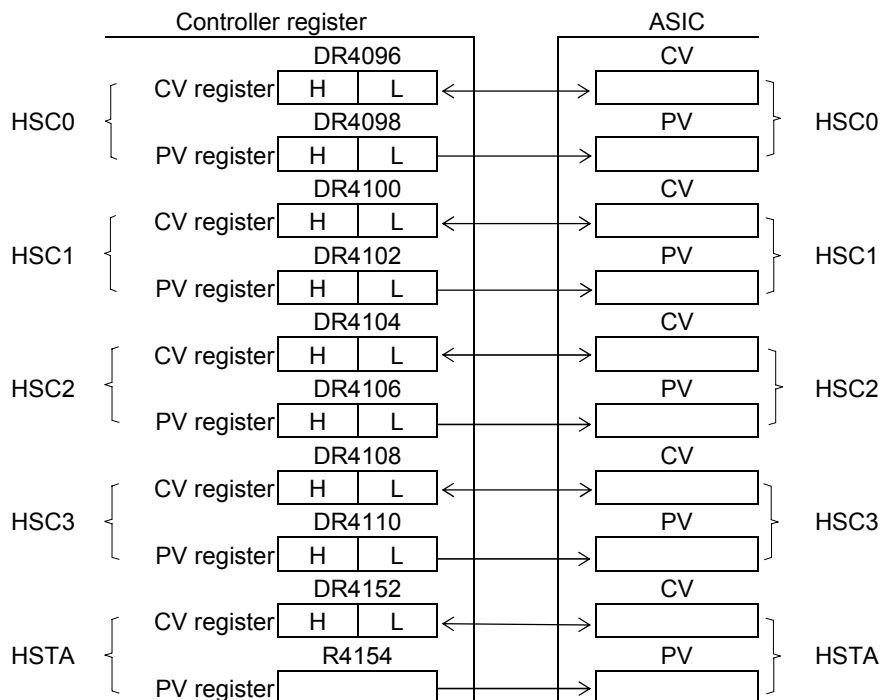 Controller register ASIC
DR4096 CV
CV register H L
HSC0 HSC0
DR4098 PV
PV register H L
DR4100 CV
CV register H L
HSC1 HSC1
DR4102 PV
PV register H L
DR4104 CV
CV register H L
HSC2 HSC2
DR4106 PV
PV register H L
DR4108 CV
CV register H L
HSC3 HSC3
DR4110 PV
PV register H L
DR4152 CV
CV register H L
HSTA HSTA
R4154 PV
PV register